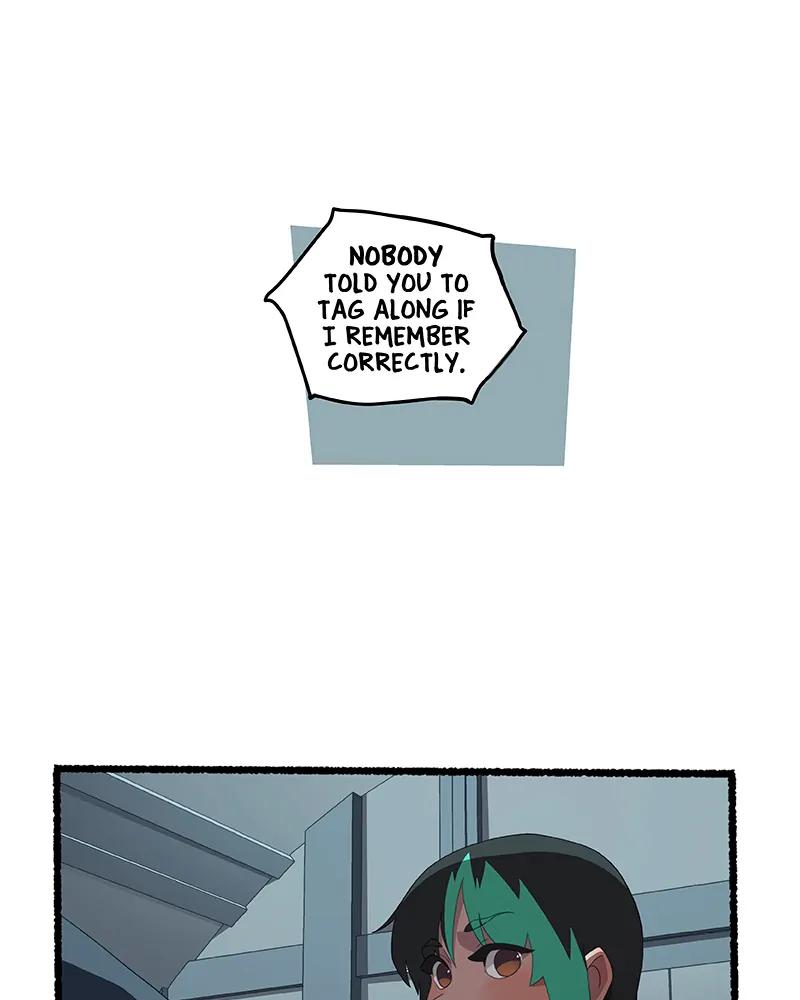 NOBODY
TOLD YOU TO
TAG ALONG IF
I REMEMBER
CORRECTLY.